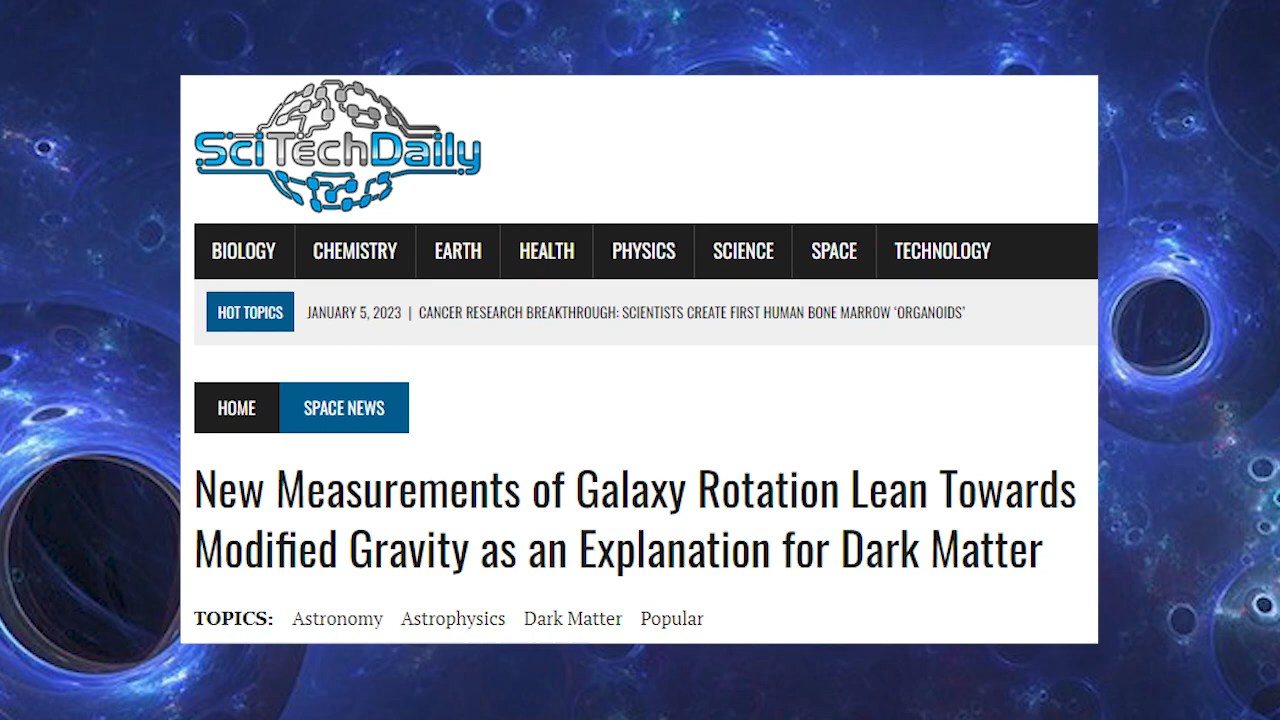 SciTechDaily
BIOLOGY CHEMISTRY EARTH HEALTH PHYSICS SCIENCE SPACE TECHNOLOGY
HOT TOPICS JANUARY 5, 2023 | CANCER RESEARCH BREAKTHROUGH: SCIENTISTS CREATE FIRST HUMAN BONE MARROW ‘ORGANOIDS’
HOME SPACE NEWS
New Measurements of Galaxy Rotation Lean Towards
Modified Gravity as an Explanation for Dark Matter
TOPICS: Astronomy Astrophysics Dark Matter Popular